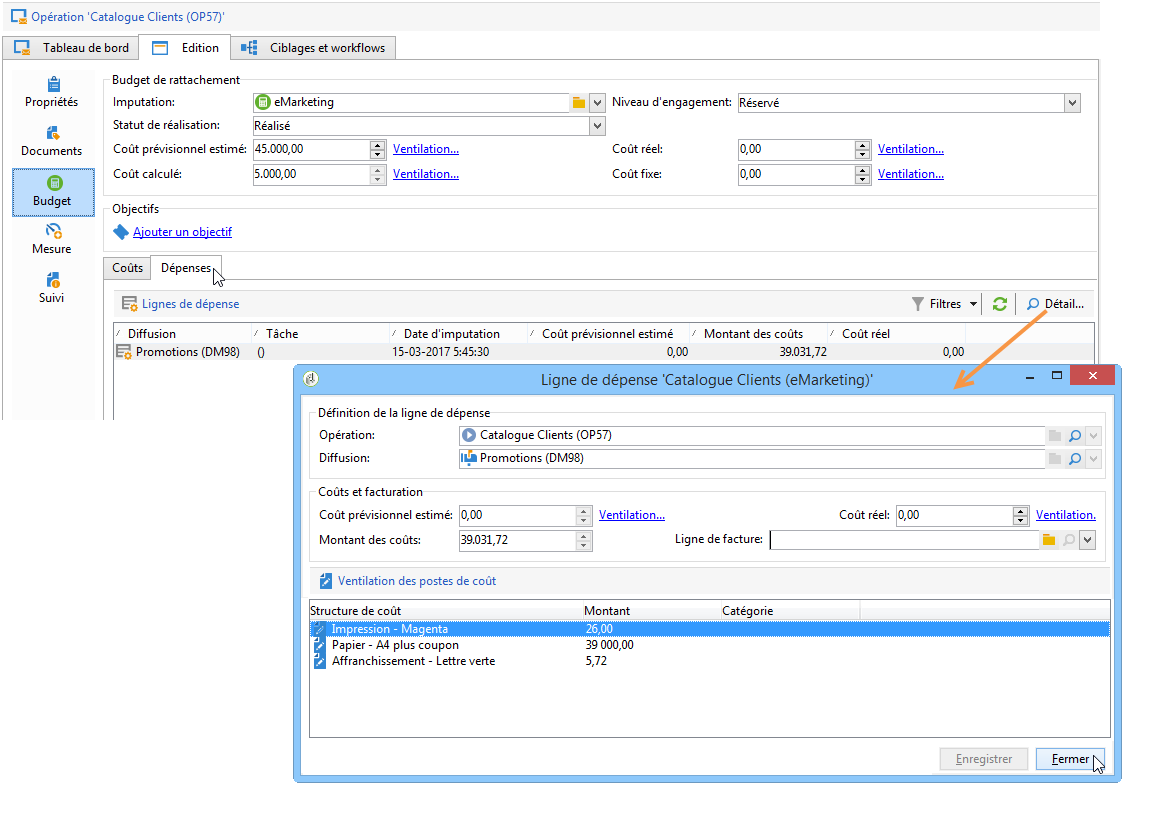 Opération 'Catalogue Clients (OP57)'
Tableau de bord Edition Ciblages et workflows
Propriétés
Documents
Budget
Mesure
Suivi
Budget de rattachement
Imputation: eMarketing Niveau d'engagement: Réservé
Statut de réalisation: Réalisé
Coût prévisionnel estimé: 45.000,00 Ventilation... Coût réel: 0,00 Ventilation...
Coût calculé: 5.000,00 Ventilation... Coût fixe: 0,00 Ventilation...
Objectifs
Ajouter un objectif
Coûts Dépenses
Lignes de dépense Filtres Détail...
Diffusion Tâche Date d'imputation Coût prévisionnel estimé Montant des coûts Coût réel
Promotions (DM98) () 15-03-2017 5:45:30 0,00 39.031,72 0,00
Ligne de dépense 'Catalogue Clients (eMarketing)'
Définition de la ligne de dépense
Opération: Catalogue Clients (OP57)
Diffusion: Promotions (DM98)
Coûts et facturation
Coût prévisionnel estimé: 0,00 Ventilation... Coût réel: 0,00 Ventilation.
Montant des coûts: 39.031,72 Ligne de facture:
Ventilation des postes de coût
Structure de coût Montant Catégorie
Impression - Magenta 26,00
Papier - A4 plus coupon 39 000,00
Affranchissement - Lettre verte 5,72
Enregistrer Fermer